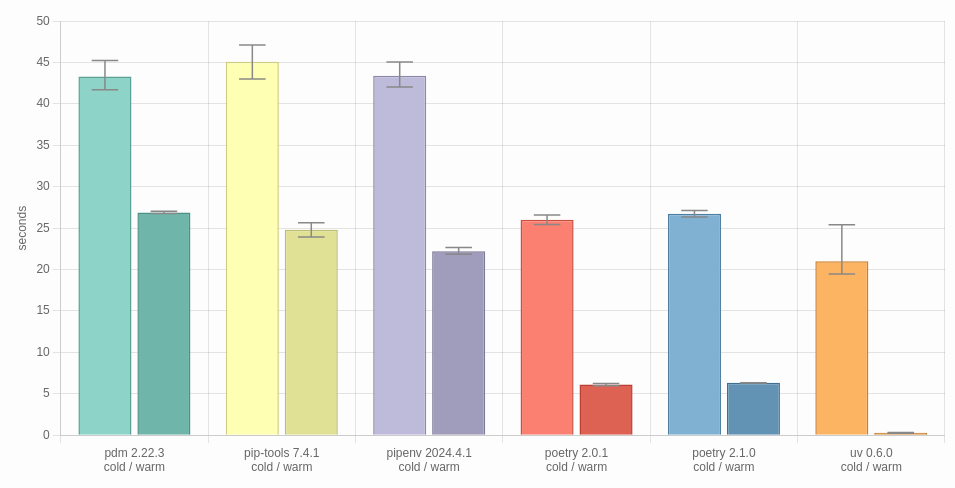 50
45
40
35
30
25
20
15
10
5
0
seconds
pdm 2.22.3
cold / warm
pip-tools 7.4.1
cold / warm
pipenv 2024.4.1
cold / warm
poetry 2.0.1
cold / warm
poetry 2.1.0
cold / warm
uv 0.6.0
cold / warm